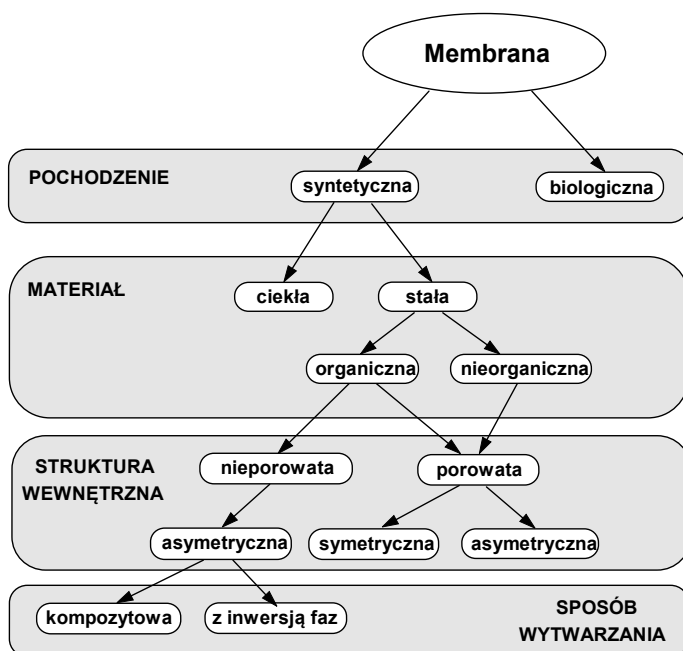 Membrana
POCHODZENIE
syntetyczna
biologiczna
MATERIAŁ
ciekła
stała
organiczna
nieorganiczna
STRUKTURA
WEWNĘTRZNA
nieporowata
porowata
asymetryczna
symetryczna
asymetryczna
kompozytowa
z inwersją faz
SPOSÓB
WYTWARZANIA